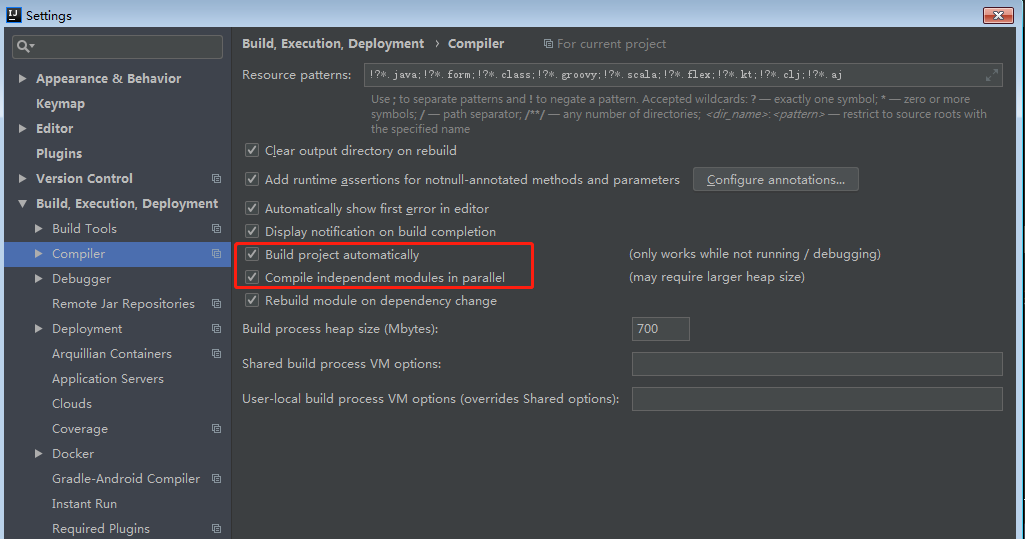 Settings
Appearance & Behavior
Keymap
Editor
Plugins
Version Control
Build, Execution, Deployment
Build Tools
Compiler
Debugger
Remote Jar Repositories
Deployment
Arquillian Containers
Application Servers
Clouds
Coverage
Docker
Gradle-Android Compiler
Instant Run
Required Plugins
Build, Execution, Deployment › Compiler For current project
Resource patterns: !?*.java;!?*.form;!?*.class;!?*.groovy;!?*.scala;!?*.flex;!?*.kt;!?*.clj;!?*.aj
Use ; to separate patterns and ! to negate a pattern. Accepted wildcards: ? — exactly one symbol; * — zero or more
symbols; / — path separator; /**/ — any number of directories; <dir_name>:<pattern> — restrict to source roots with
the specified name
Clear output directory on rebuild
Add runtime assertions for notnull-annotated methods and parameters Configure annotations...
Automatically show first error in editor
Display notification on build completion
Build project automatically (only works while not running / debugging)
Compile independent modules in parallel (may require larger heap size)
Rebuild module on dependency change
Build process heap size (Mbytes): 700
Shared build process VM options:
User-local build process VM options (overrides Shared options):